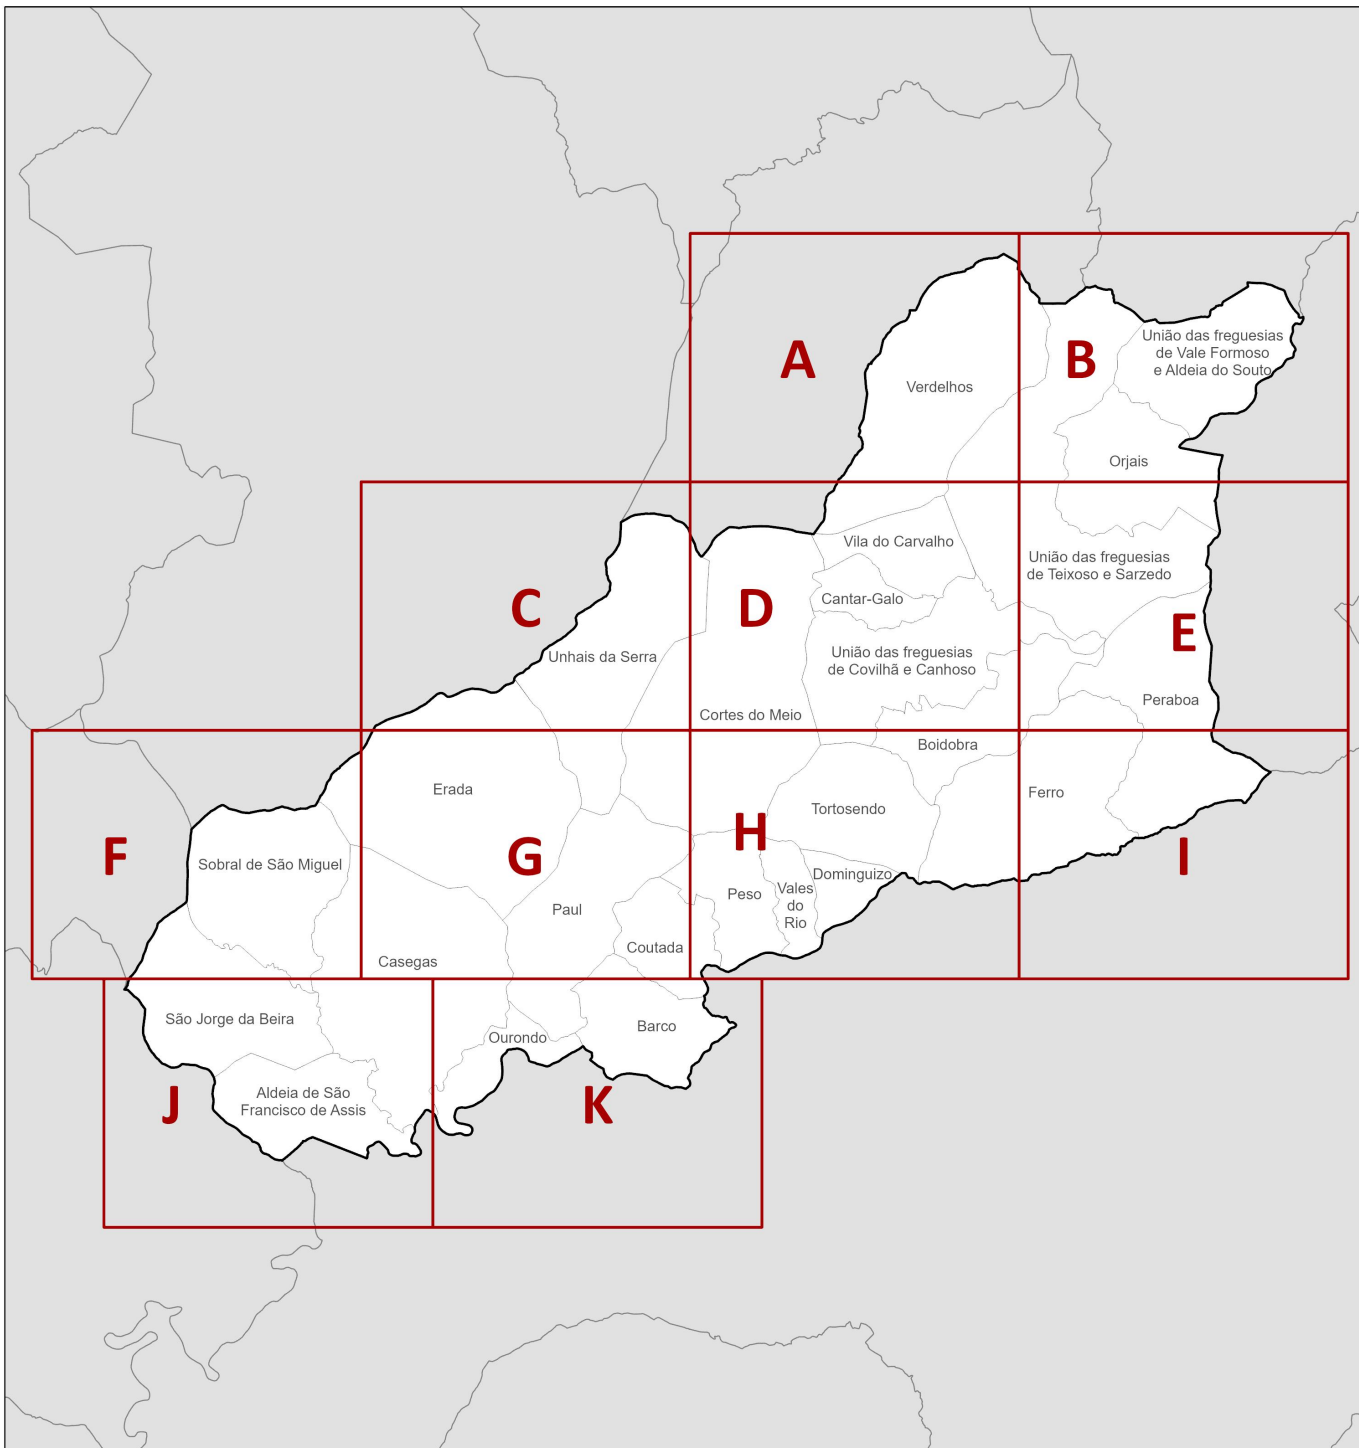 A
B
União das freguesias
de Vale Formoso
e Aldeia do Souto
Verdelhos
Orjais
Vila do Carvalho
União das freguesias
de Teixoso e Sarzedo
C
D
Cantar-Galo
E
Unhais da Serra
União das freguesias
de Covilhã e Canhoso
Peraboa
Cortes do Meio
Boidobra
Erada
Ferro
Tortosendo
F
G
H
I
Sobral de São Miguel
Dominguizo
Peso
Vales
do
Rio
Paul
Coutada
Casegas
São Jorge da Beira
Barco
Ourondo
Aldeia de São
Francisco de Assis
J
K